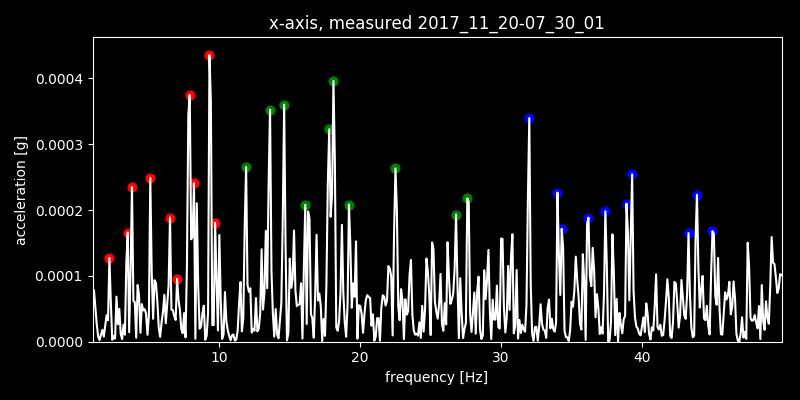 x-axis, measured 2017_11_20-07_30_01
acceleration [g]
0.0004
0.0003
0.0002
0.0001
0.0000
10 20 30 40
frequency [Hz]